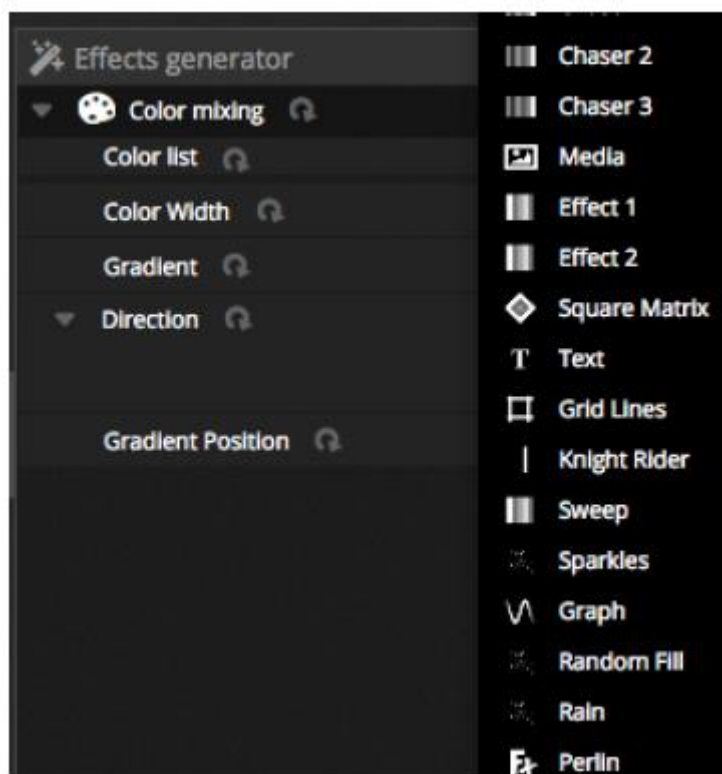 Effects generator
Color mixing
Color list
Color Width
Gradient
Direction
Gradient Position
Chaser 2
Chaser 3
Media
Effect 1
Effect 2
Square Matrix
T Text
Grid Lines
Knight Rider
Sweep
Sparkles
Graph
Random Fill
Rain
Perlin